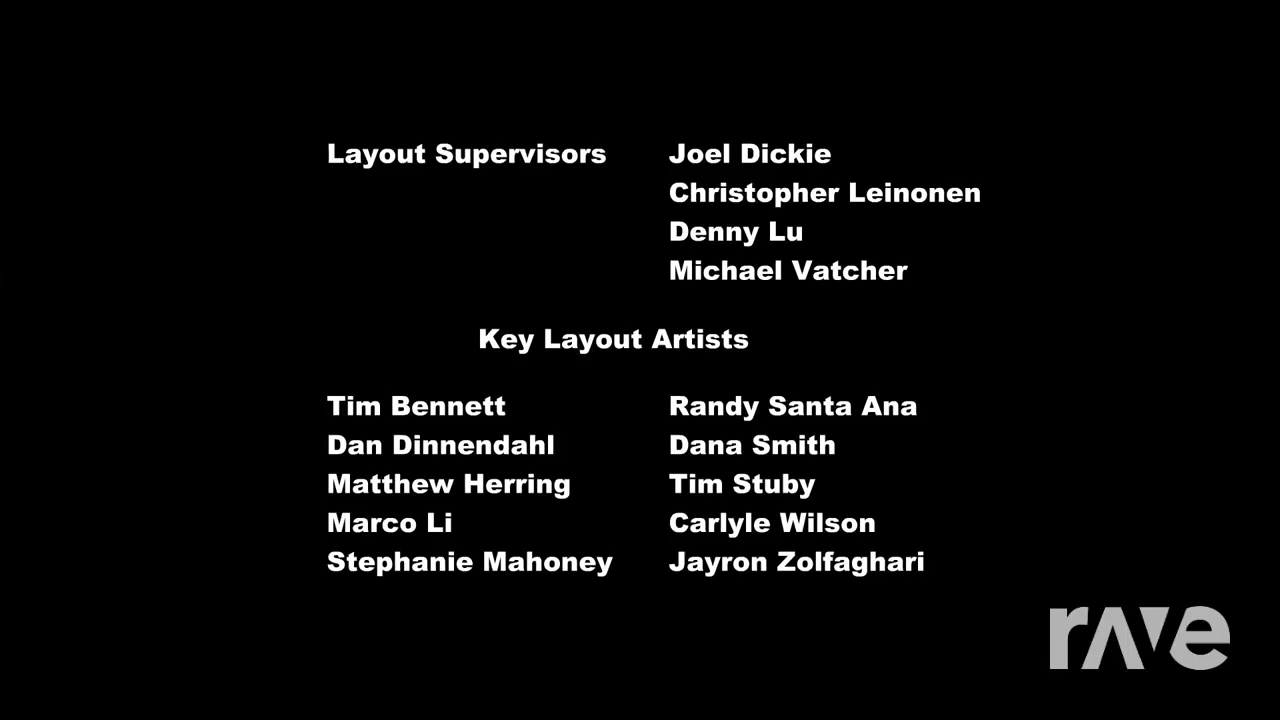 Layout Supervisors Joel Dickie
Christopher Leinonen
Denny Lu
Michael Vatcher
Key Layout Artists
Tim Bennett Randy Santa Ana
Dan Dinnendahl Dana Smith
Matthew Herring Tim Stuby
Marco Li Carlyle Wilson
Stephanie Mahoney Jayron Zolfaghari
rave